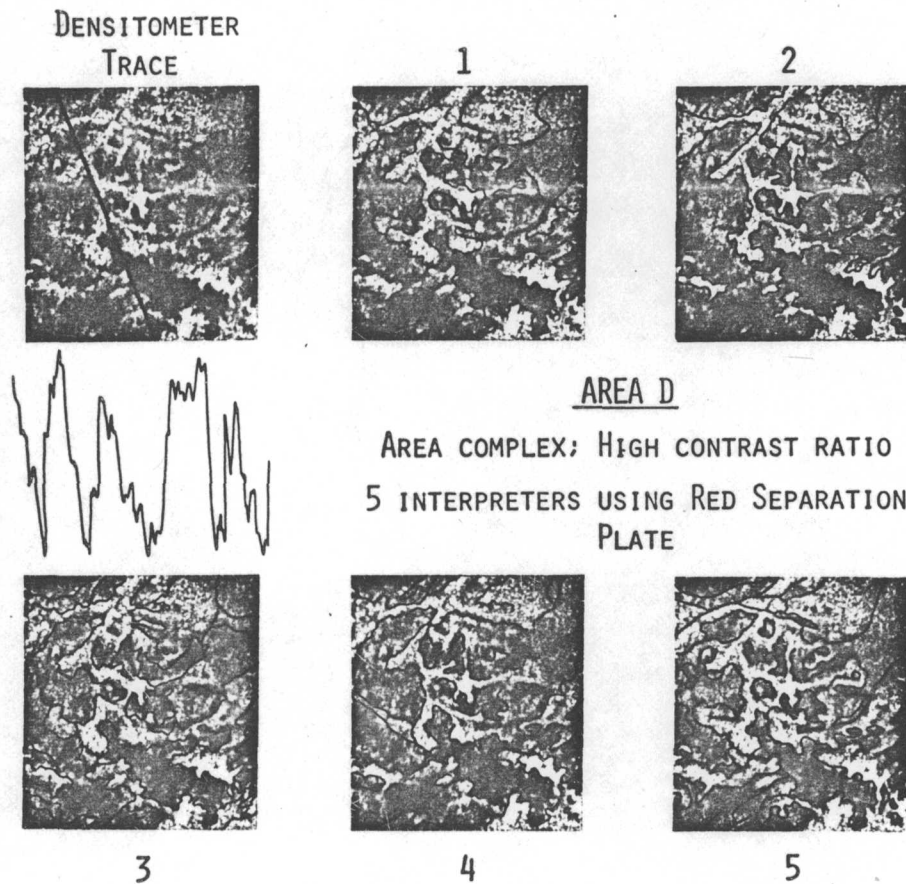 DENSITOMETER
TRACE
1
2
AREA D
AREA COMPLEX; HIGH CONTRAST RATIO
5 INTERPRETERS USING RED SEPARATION
PLATE
3
4
5